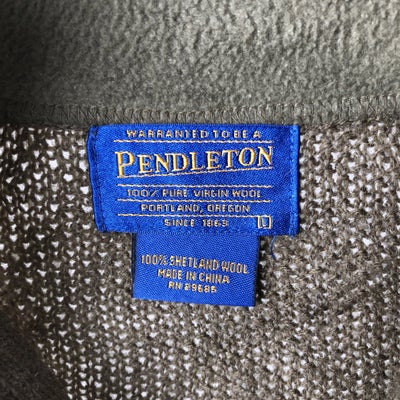 WARRANTED TO BE A
PENDLETON
100% PURE VIRGIN WOOL
PORTLAND, OREGON
SINCE 1863
100% SHETLAND WOOL
MADE IN CHINA
RN 29685